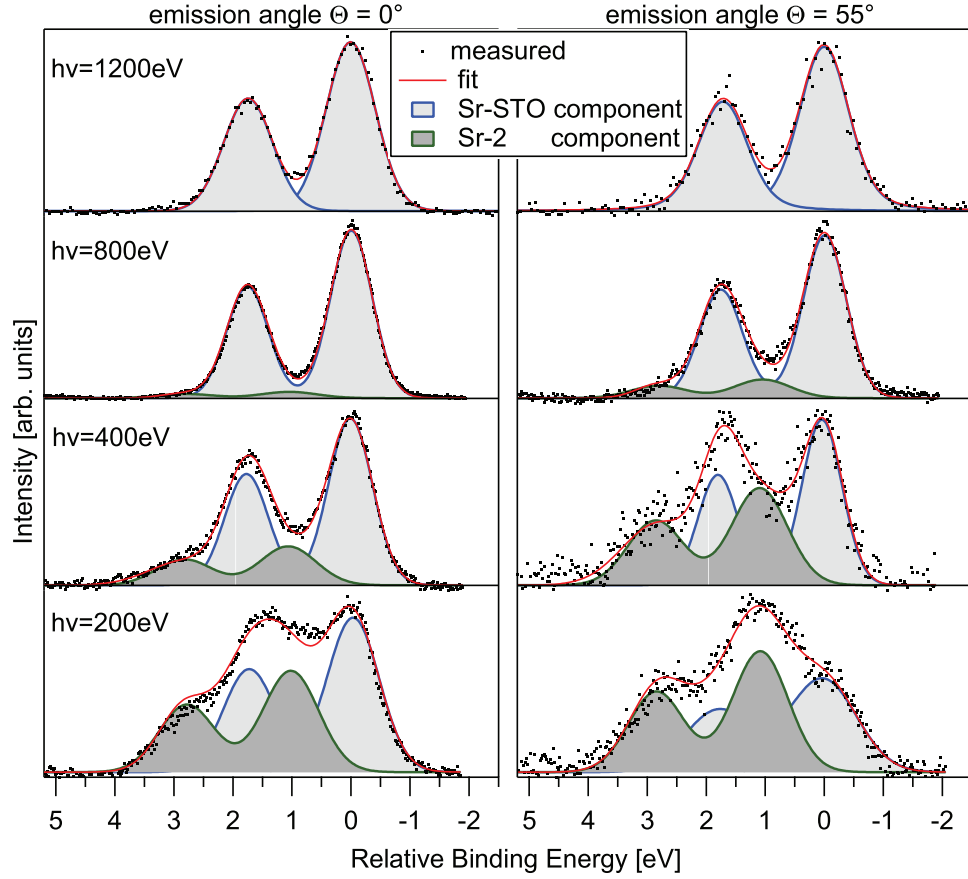 emission angle Θ = 0°
emission angle Θ = 55°
measured
fit
Sr-STO component
Sr-2 component
hν=1200eV
hν=800eV
hν=400eV
hν=200eV
Intensity [arb. units]
5 4 3 2 1 0 -1 -2
5 4 3 2 1 0 -1 -2
Relative Binding Energy [eV]